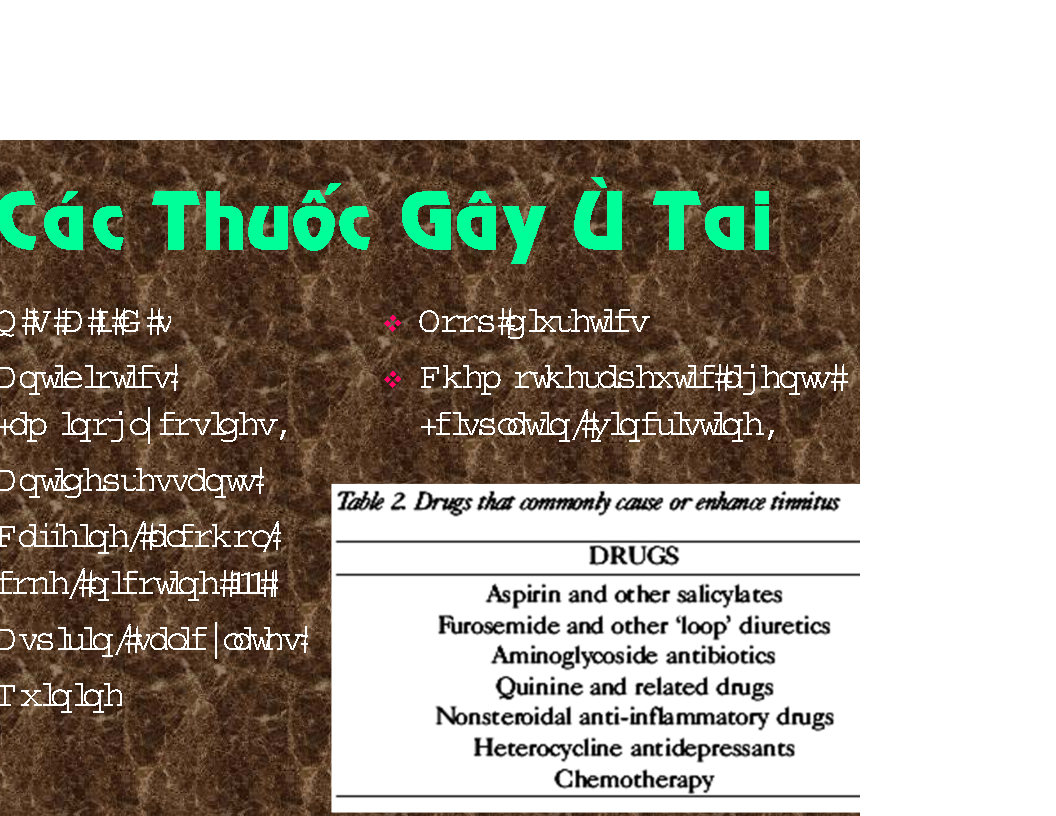 Các Thuốc Gây Ù Tai
Q#V#D#L#G#v
Dqwlelrwlfv#
+dp lqrjo|frvlghv,
Dqwlghsuhvvdqwv#
Fdiihlqh/#dofrkro/#
frnh/#qlfrwlqh#111#
Dvslulq/#vdolf|odwhv#
Txlqlqh
Orrs#glxuhwlfv
Fkhp rwkhudshxwlf#djhqwv#
+flvsodwlq/#ylqfulvwlqh,
Table 2. Drugs that commonly cause or enhance tinnitus
DRUGS
Aspirin and other salicylates
Furosemide and other ‘loop’ diuretics
Aminoglycoside antibiotics
Quinine and related drugs
Nonsteroidal anti-inflammatory drugs
Heterocycline antidepressants
Chemotherapy